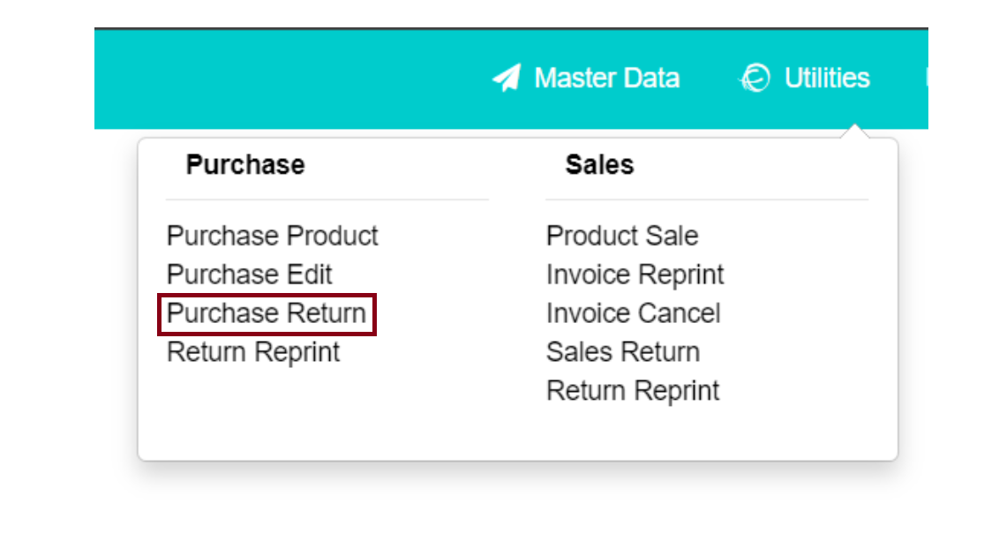 Master Data
Utilities
Purchase
Purchase Product
Purchase Edit
Purchase Return
Return Reprint
Sales
Product Sale
Invoice Reprint
Invoice Cancel
Sales Return
Return Reprint